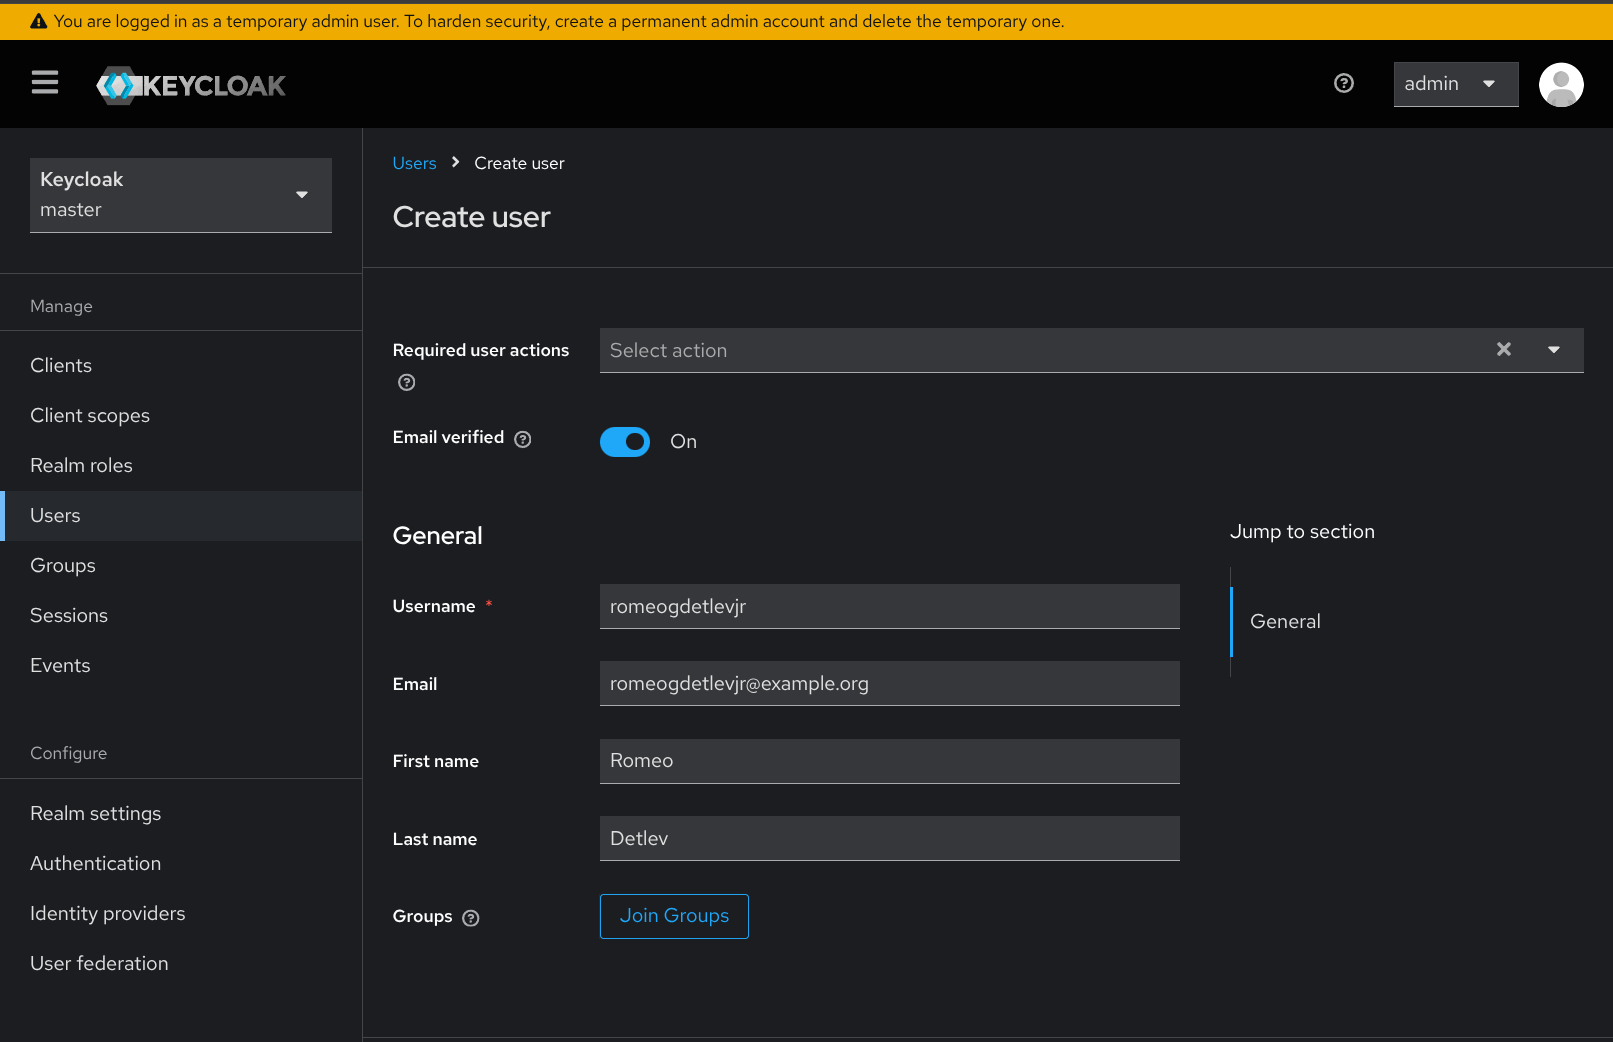 You are logged in as a temporary admin user. To harden security, create a permanent admin account and delete the temporary one.
KEYCLOAK
admin
Keycloak
master
Manage
Clients
Client scopes
Realm roles
Users
Groups
Sessions
Events
Configure
Realm settings
Authentication
Identity providers
User federation
Users > Create user
Create user
Required user actions
Select action
Email verified
On
General
Username *
romeogdetlevjr
Email
romeogdetlevjr@example.org
First name
Romeo
Last name
Detlev
Groups
Join Groups
Jump to section
General